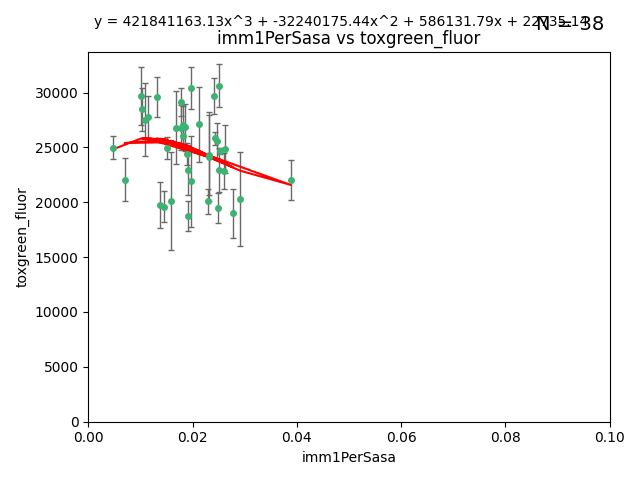 y = 421841163.13x^3 + -32240175.44x^2 + 586131.79x + 22735.14
N = 38
imm1PerSasa vs toxgreen_fluor
30000
25000
20000
15000
10000
5000
0
toxgreen_fluor
0.00 0.02 0.04 0.06 0.08 0.10
imm1PerSasa